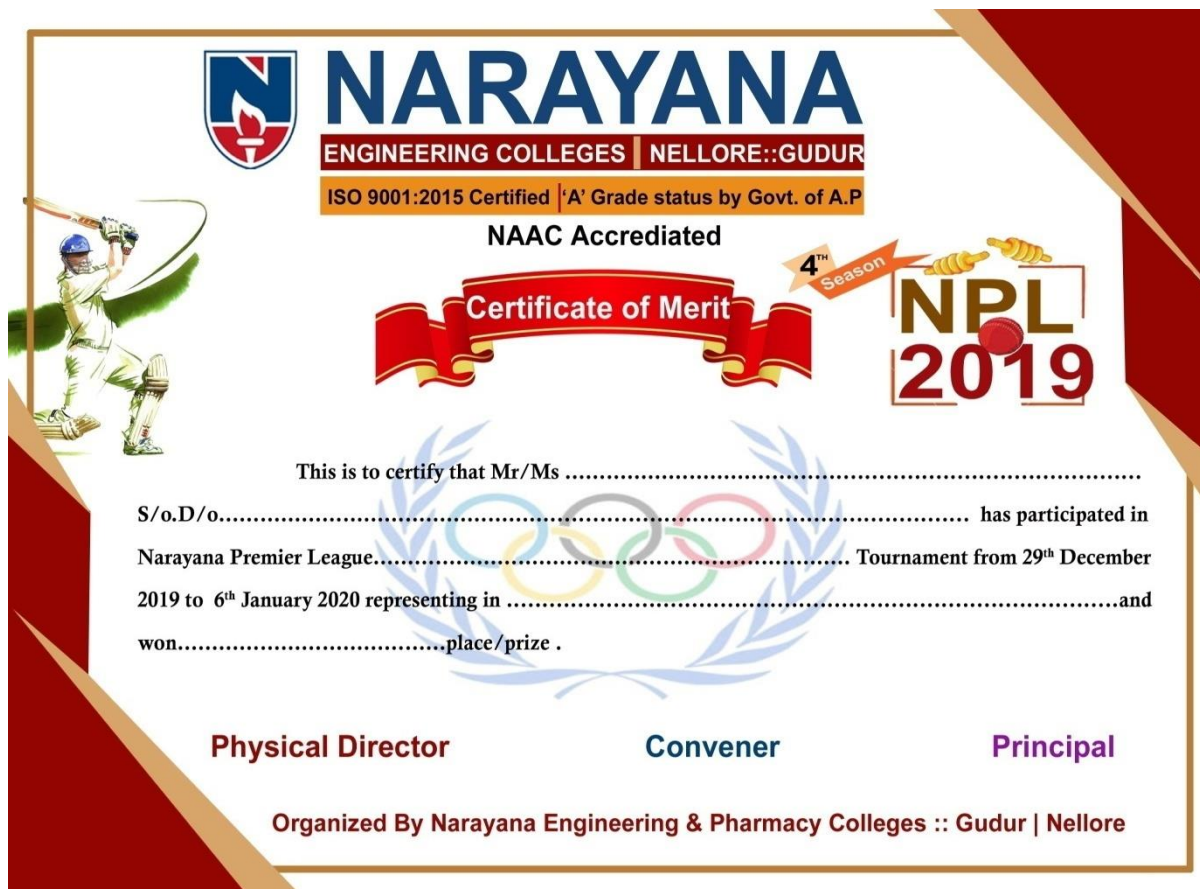 NARAYANA
ENGINEERING COLLEGES | NELLORE::GUDUR
ISO 9001:2015 Certified |'A' Grade status by Govt. of A.P
NAAC Accrediated
4TH Season
Certificate of Merit
NPL
2019
This is to certify that Mr/Ms ....................................................................................
S/o.D/o............................................................................................................. has participated in
Narayana Premier League..................................................................... Tournament from 29th December
2019 to 6th January 2020 representing in .........................................................................................and
won.......................................place/prize .
Physical Director Convener Principal
Organized By Narayana Engineering & Pharmacy Colleges :: Gudur | Nellore